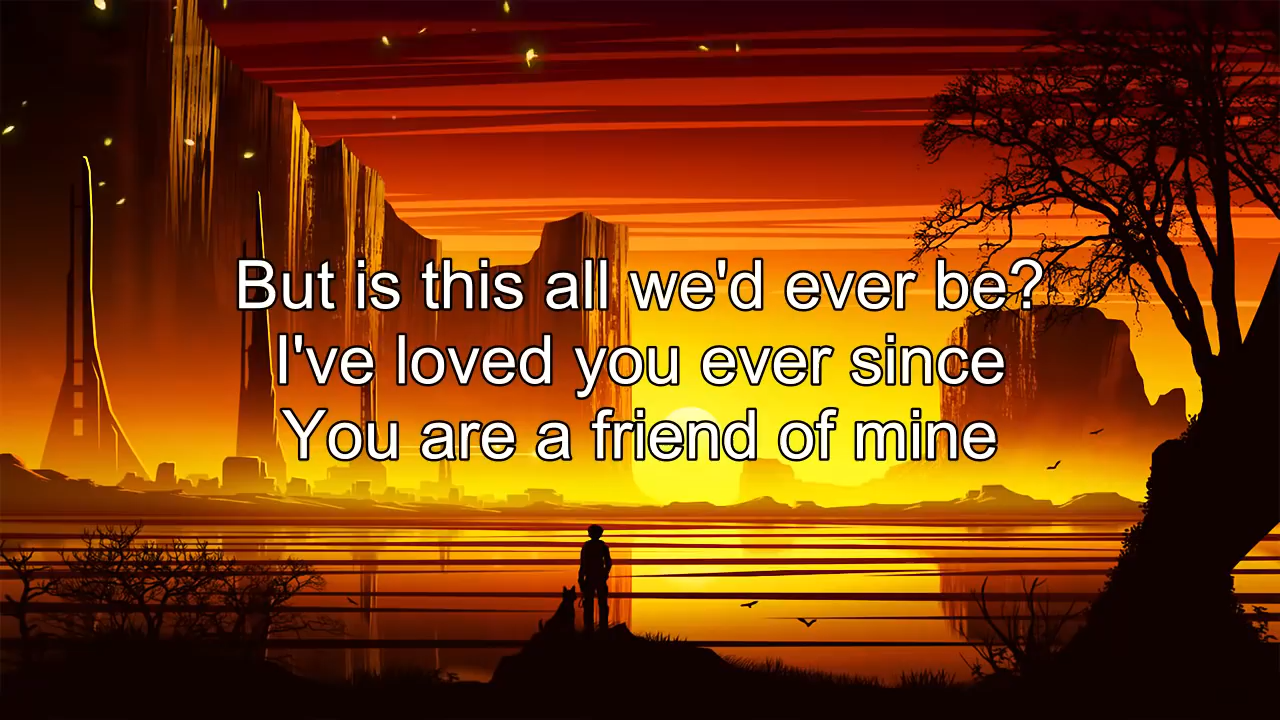 But is this all we'd ever be?
I've loved you ever since
You are a friend of mine